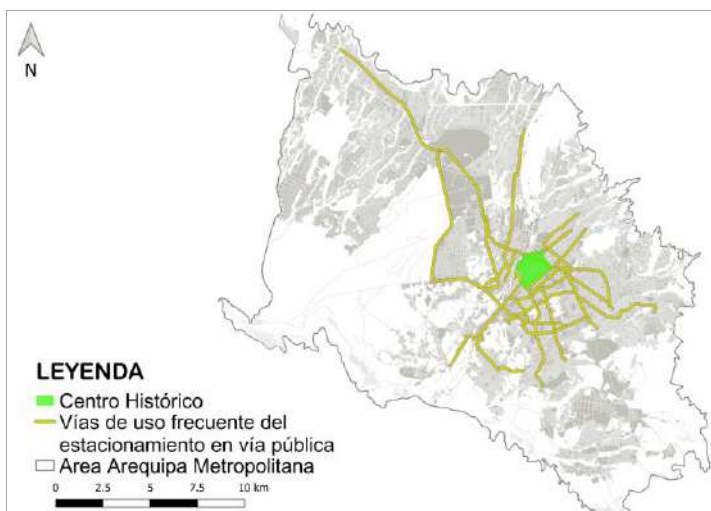 N
LEYENDA
Centro Histórico
Vías de uso frecuente del
estacionamiento en vía pública
Area Arequipa Metropolitana
0 2.5 5 7.5 10 km